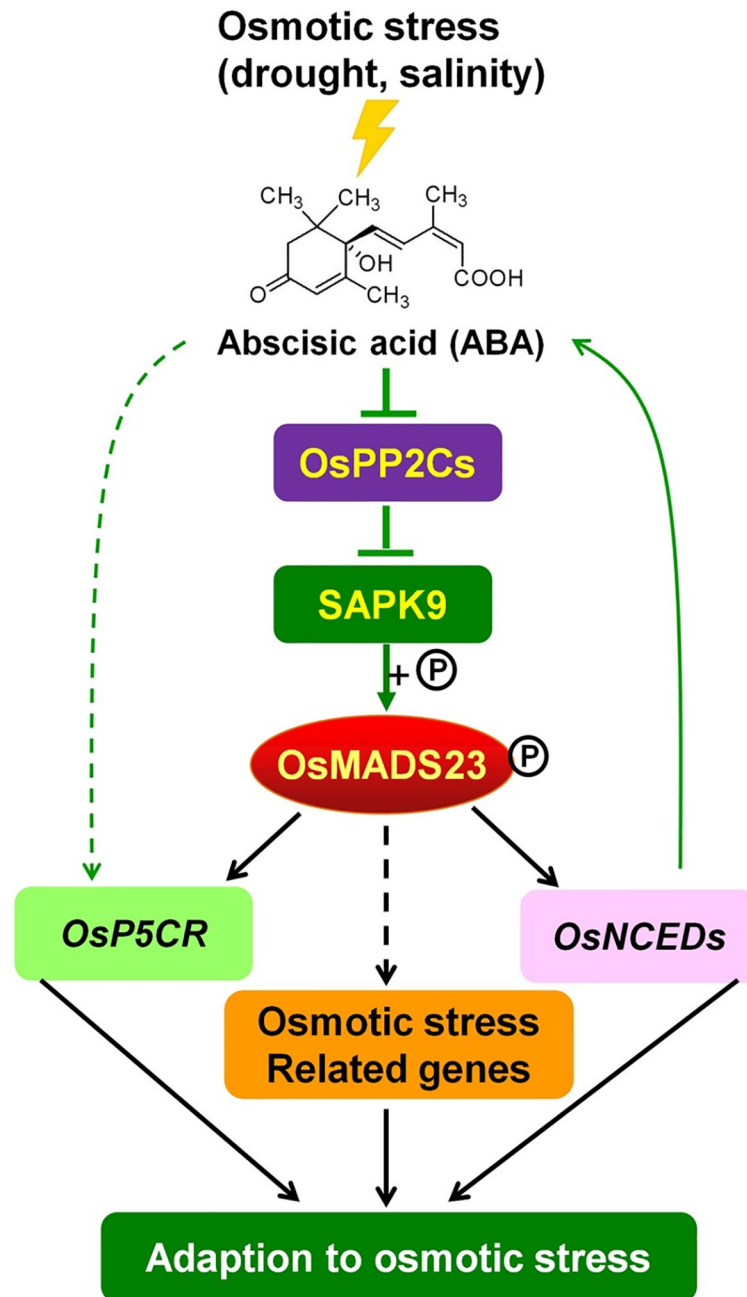 Osmotic stress
(drought, salinity)
CH3 CH3 CH3
OH
COOH
O
CH3
Abscisic acid (ABA)
OsPP2Cs
SAPK9
+ P
OsMADS23 P
OsP5CR
OsNCEDs
Osmotic stress
Related genes
Adaption to osmotic stress